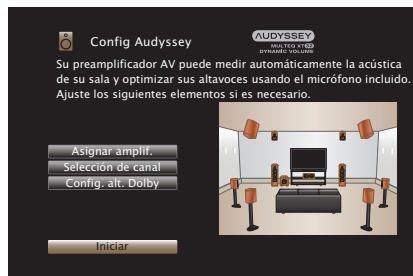 Config Audyssey
AUDYSSEY
MULTEQ XT32
DYNAMIC VOLUME
Su preamplificador AV puede medir automáticamente la acústica
de su sala y optimizar sus altavoces usando el micrófono incluido.
Ajuste los siguientes elementos si es necesario.
Asignar amplif.
Selección de canal
Config. alt. Dolby
Iniciar